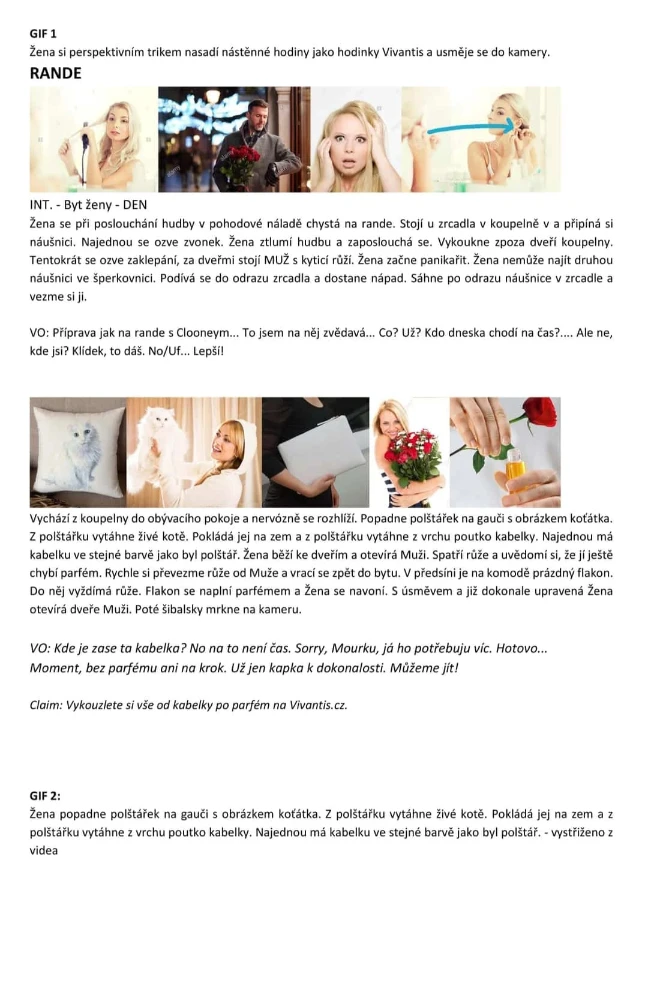 GIF 1
Žena si perspektivním trikem nasadí nástěnné hodiny jako hodinky Vivantis a usměje se do kamery.
RANDE
INT. - Byt ženy - DEN
Žena se při poslouchání hudby v pohodové náladě chystá na rande. Stojí u zrcadla v koupelně v a připíná si
náušnici. Najednou se ozve zvonek. Žena ztlumí hudbu a zaposlouchá se. Vykoukne zpoza dveří koupelny.
Tentokrát se ozve zaklepání, za dveřmi stojí MUŽ s kyticí růží. Žena začne panikařit. Žena nemůže najít druhou
náušnici ve šperkovnici. Podívá se do odrazu zrcadla a dostane nápad. Sáhne po odrazu náušnice v zrcadle a
vezme si ji.
VO: Příprava jak na rande s Clooneym... To jsem na něj zvědavá... Co? Už? Kdo dneska chodí na čas?.... Ale ne,
kde jsi? Klídek, to dáš. No/Uf... Lepší!
Vychází z koupelny do obývacího pokoje a nervózně se rozhlíží. Popadne polštářek na gauči s obrázkem koťátka.
Z polštářku vytáhne živé kotě. Pokládá jej na zem a z polštářku vytáhne z vrchu poutko kabelky. Najednou má
kabelku ve stejné barvě jako byl polštář. Žena běží ke dveřím a otevírá Muži. Spatří růže a uvědomí si, že jí ještě
chybí parfém. Rychle si převezme růže od Muže a vrací se zpět do bytu. V předsíni je na komodě prázdný flakon.
Do něj vyždímá růže. Flakon se naplní parfémem a Žena se navoní. S úsměvem a již dokonale upravená Žena
otevírá dveře Muži. Poté šibalsky mrkne na kameru.
VO: Kde je zase ta kabelka? No na to není čas. Sorry, Mourku, já ho potřebuju víc. Hotovo...
Moment, bez parfému ani na krok. Už jen kapka k dokonalosti. Můžeme jít!
Claim: Vykouzlete si vše od kabelky po parfém na Vivantis.cz.
GIF 2:
Žena popadne polštářek na gauči s obrázkem koťátka. Z polštářku vytáhne živé kotě. Pokládá jej na zem a z
polštářku vytáhne z vrchu poutko kabelky. Najednou má kabelku ve stejné barvě jako byl polštář. - vystřiženo z
videa